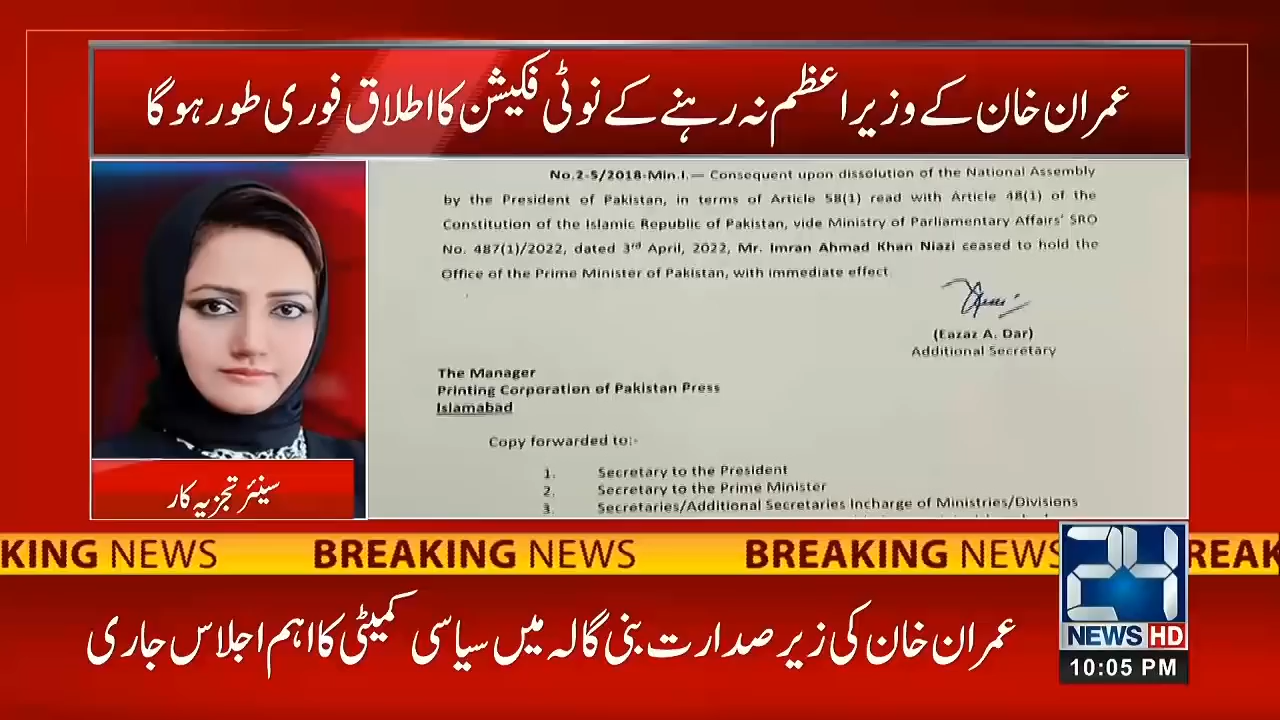 عمران خان کے وزیراعظم نہ رہنے کے نوٹی فکیشن کا اطلاق فوری طور ہوگا
No.2-5/2018-Min.I.— Consequent upon dissolution of the National Assembly
by the President of Pakistan, in terms of Article 58(1) read with Article 48(1) of the
Constitution of the Islamic Republic of Pakistan, vide Ministry of Parliamentary Affairs' SRO
No. 487(1)/2022, dated 3rd April, 2022, Mr. Imran Ahmad Khan Niazi ceased to hold the
Office of the Prime Minister of Pakistan, with immediate effect.
(Eazaz A. Dar)
Additional Secretary
The Manager
Printing Corporation of Pakistan Press
Islamabad
Copy forwarded to:-
1. Secretary to the President
2. Secretary to the Prime Minister
3. Secretaries/Additional Secretaries Incharge of Ministries/Divisions
سینئر تجزیہ کار
KING NEWS BREAKING NEWS BREAKING NEWS REAK
عمران خان کی زیر صدارت بنی گالہ میں سیاسی کمیٹی کا اہم اجلاس جاری
24
NEWS HD
10:05 PM